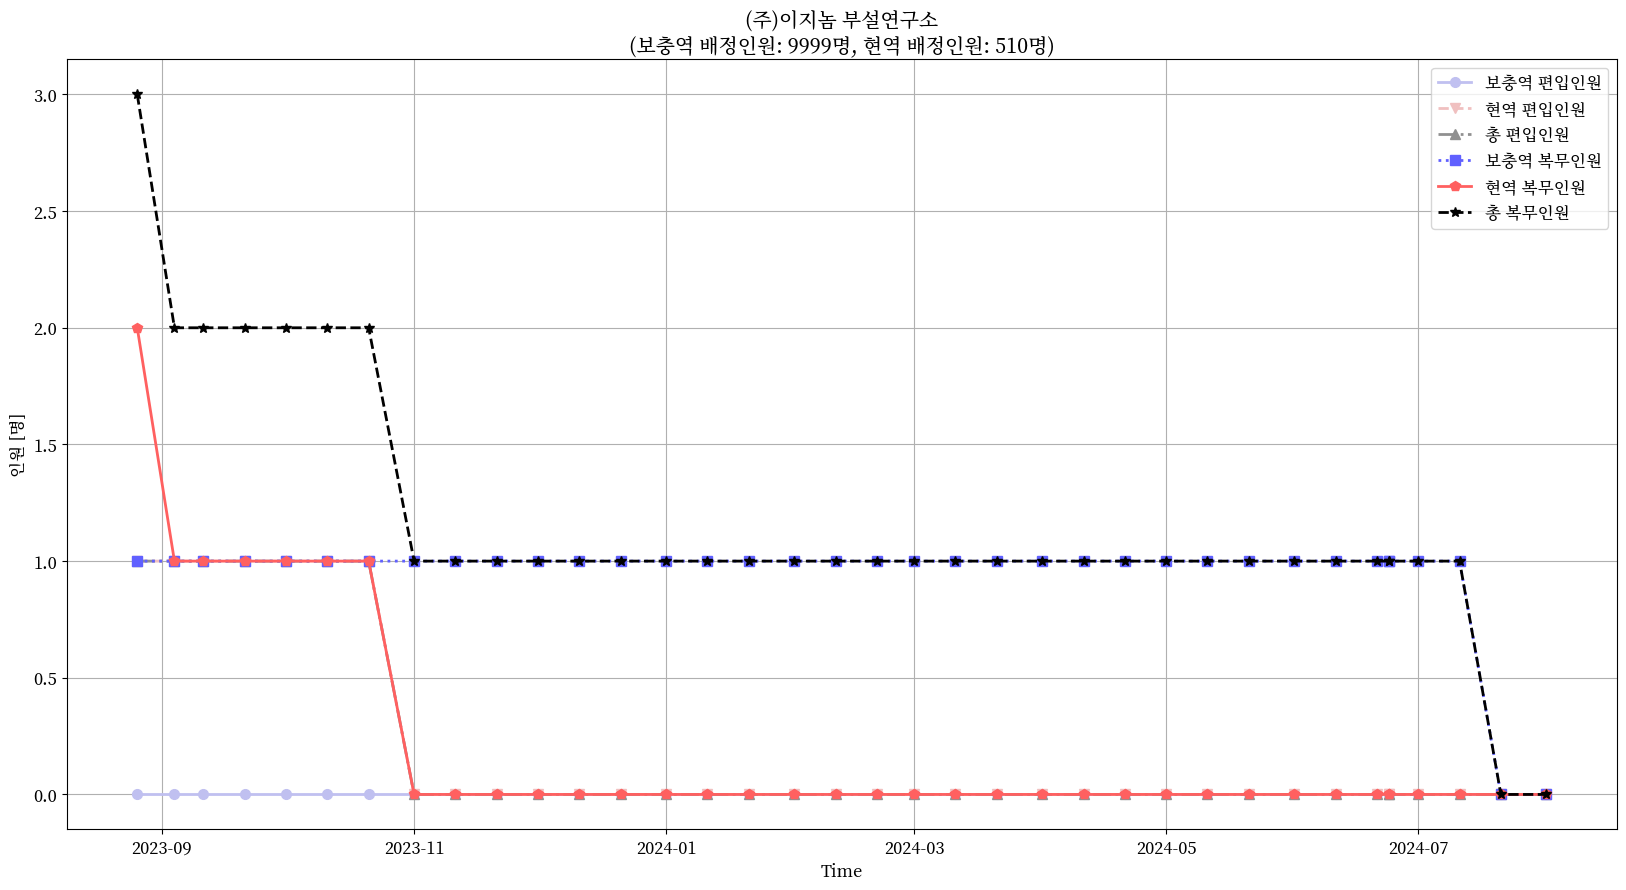 (주)이지놈 부설연구소
(보충역 배정인원: 9999명, 현역 배정인원: 510명)
보충역 편입인원
현역 편입인원
총 편입인원
보충역 복무인원
현역 복무인원
총 복무인원
인원 [명]
3.0
2.5
2.0
1.5
1.0
0.5
0.0
2023-09
2023-11
2024-01
2024-03
2024-05
2024-07
Time